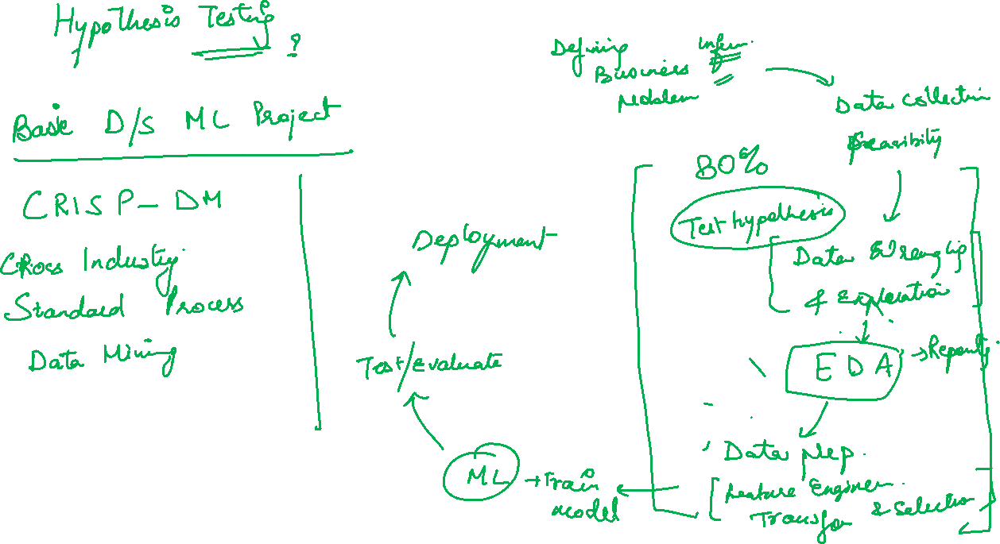 Hypothesis Testing ?
Basic D/S ML Project
CRISP-DM
Cross Industry
Standard Process
Data Mining
Defining
Business
problem
Infer.
Data Collection
feasibility
80%
Test hypothesis
Data Wrangling
& Exploration
EDA → Reporting
Data prep.
Feature Engineer.
Transfor & Selection
ML → Train
model
Test/Evaluate
Deployment